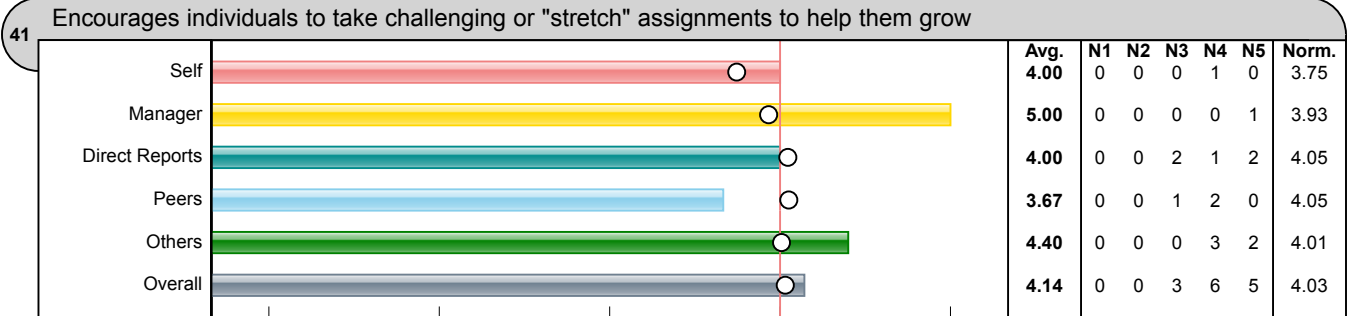 41 Encourages individuals to take challenging or "stretch" assignments to help them grow
Avg. N1 N2 N3 N4 N5 Norm.
Self 4.00 0 0 0 1 0 3.75
Manager 5.00 0 0 0 0 1 3.93
Direct Reports 4.00 0 0 2 1 2 4.05
Peers 3.67 0 0 1 2 0 4.05
Others 4.40 0 0 0 3 2 4.01
Overall 4.14 0 0 3 6 5 4.03